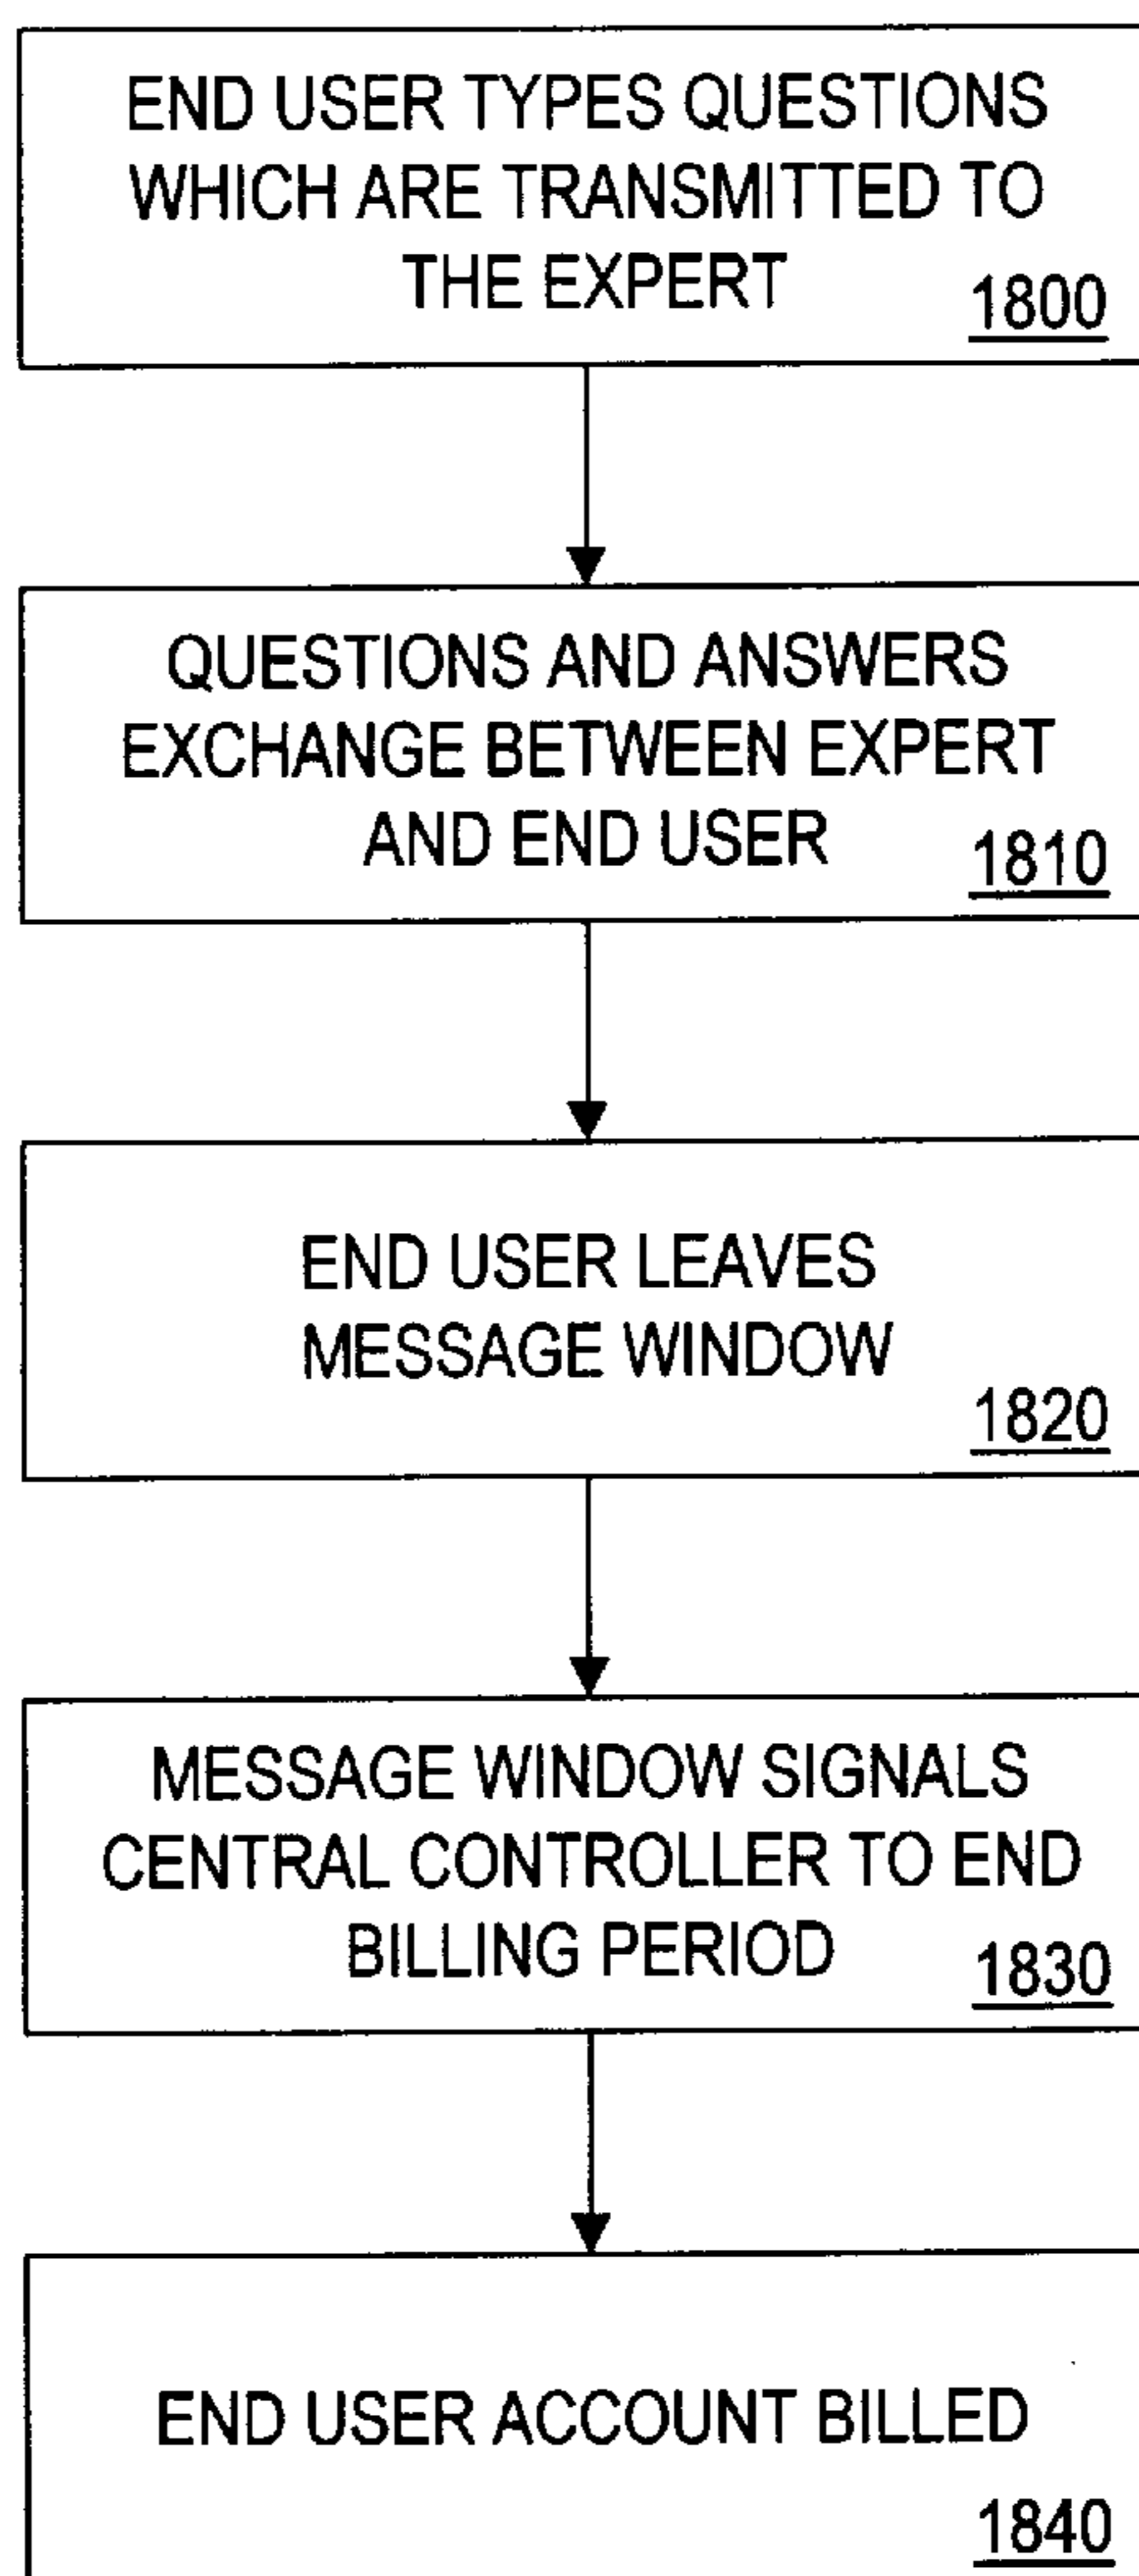 END USER TYPES QUESTIONS
WHICH ARE TRANSMITTED TO
THE EXPERT
1800
QUESTIONS AND ANSWERS
EXCHANGE BETWEEN EXPERT
AND END USER
1810
END USER LEAVES
MESSAGE WINDOW
1820
MESSAGE WINDOW SIGNALS
CENTRAL CONTROLLER TO END
BILLING PERIOD
1830
END USER ACCOUNT BILLED
1840